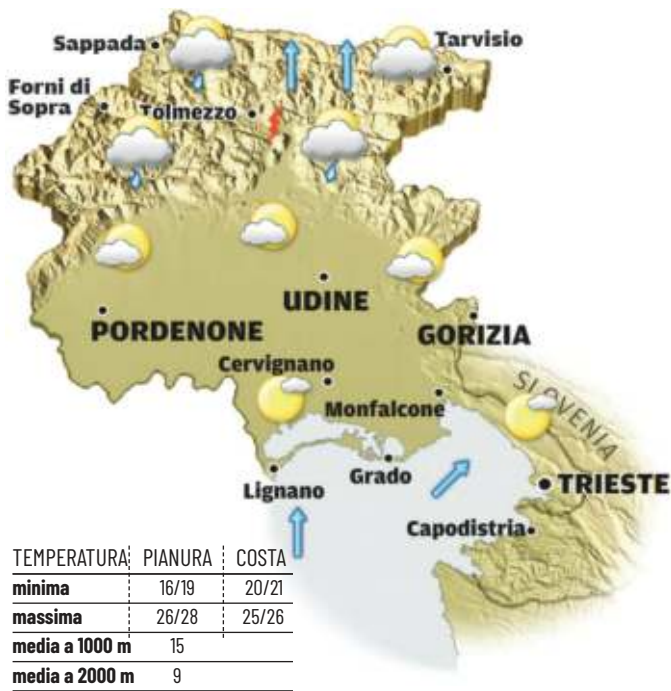 Sappada
Tarvisio
Forni di
Sopra
Tolmezzo
UDINE
PORDENONE
GORIZIA
Cervignano
Monfalcone
SLOVENIA
Grado
Lignano
TRIESTE
Capodistria
TEMPERATURA PIANURA COSTA
minima 16/19 20/21
massima 26/28 25/26
media a 1000 m 15
media a 2000 m 9